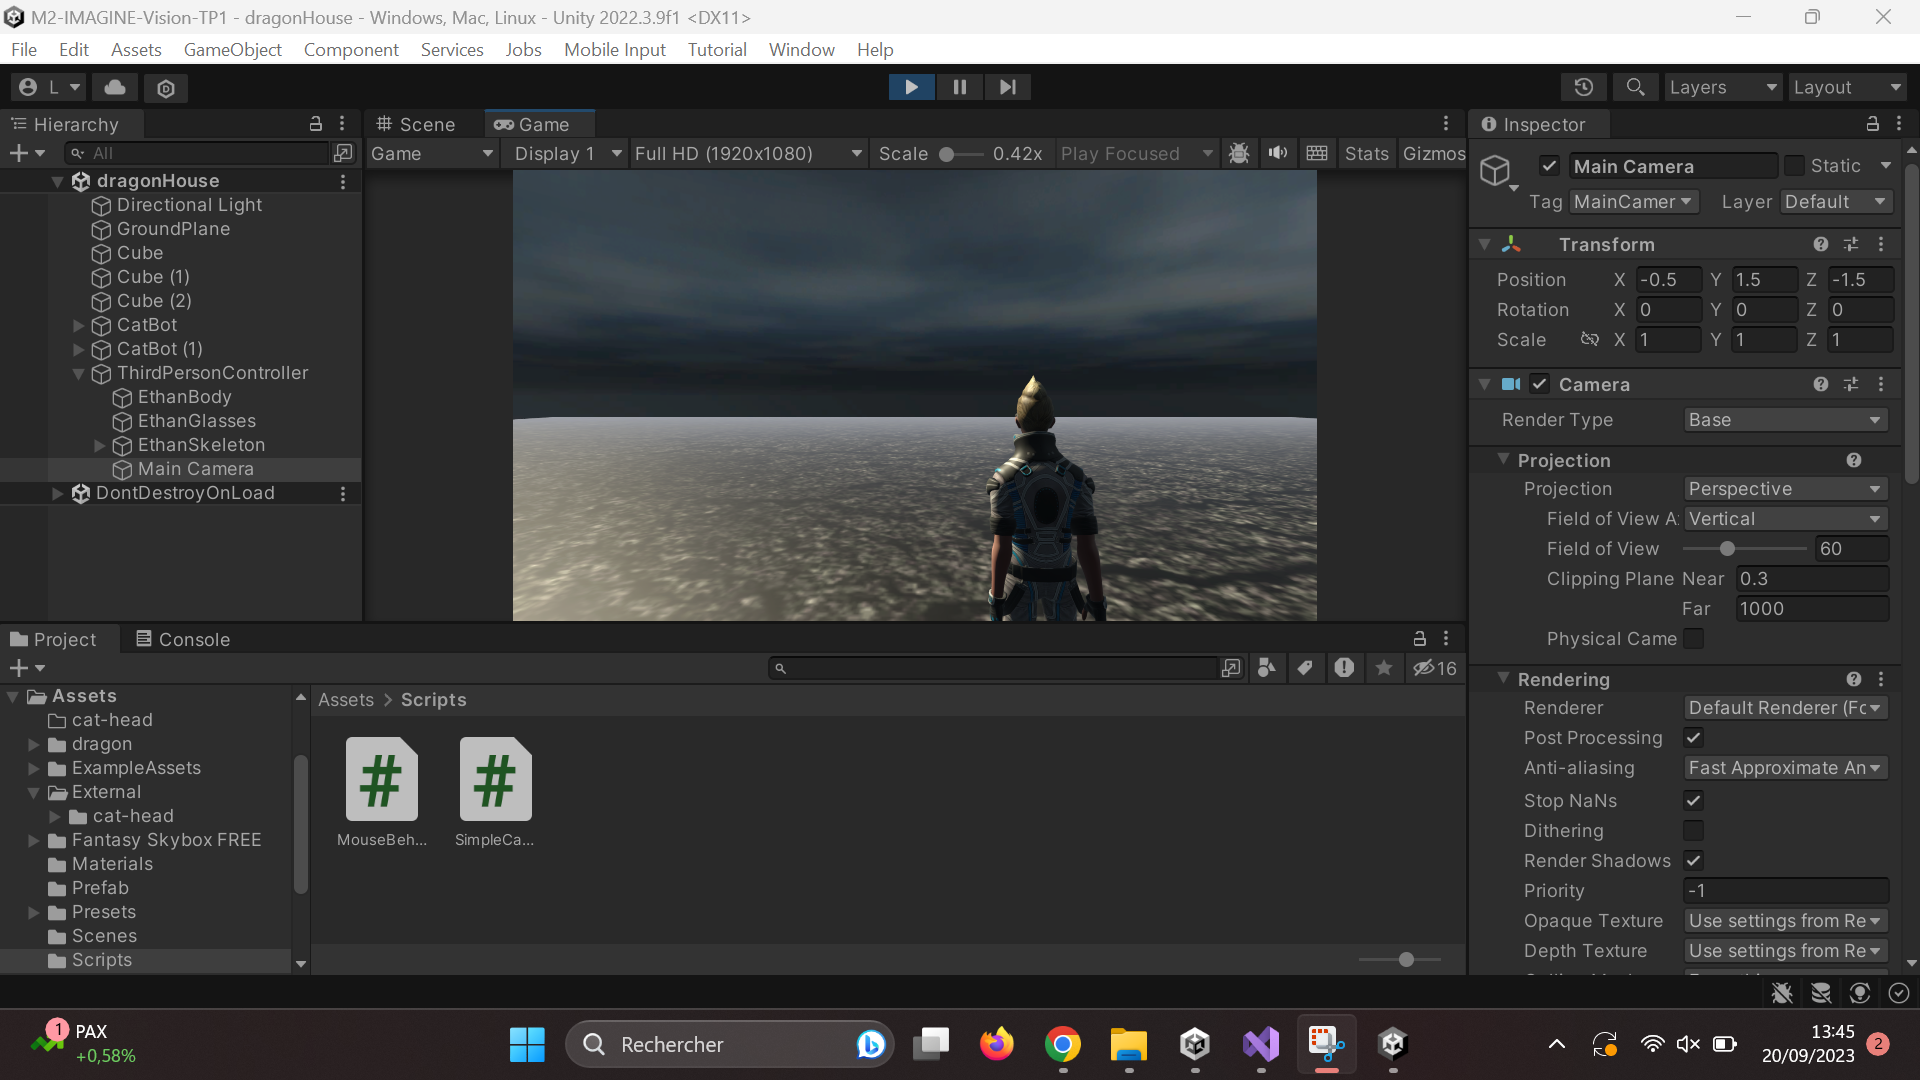 M2-IMAGINE-Vision-TP1 - dragonHouse - Windows, Mac, Linux - Unity 2022.3.9f1 <DX11>
File Edit Assets GameObject Component Services Jobs Mobile Input Tutorial Window Help
L Layers Layout
Hierarchy
All
dragonHouse
Directional Light
GroundPlane
Cube
Cube (1)
Cube (2)
CatBot
CatBot (1)
ThirdPersonController
EthanBody
EthanGlasses
EthanSkeleton
Main Camera
DontDestroyOnLoad
Scene Game
Game Display 1 Full HD (1920x1080) Scale 0.42x Play Focused Stats Gizmos
Inspector
Main Camera Static
Tag MainCamer Layer Default
Transform
Position X -0.5 Y 1.5 Z -1.5
Rotation X 0 Y 0 Z 0
Scale X 1 Y 1 Z 1
Camera
Render Type Base
Projection
Projection Perspective
Field of View A Vertical
Field of View 60
Clipping Plane Near 0.3
Far 1000
Physical Came
Rendering
Renderer Default Renderer (Fc
Post Processing
Anti-aliasing Fast Approximate An
Stop NaNs
Dithering
Render Shadows
Priority -1
Opaque Texture Use settings from Re
Depth Texture Use settings from Re
Project Console
16
Assets
cat-head
dragon
ExampleAssets
External
cat-head
Fantasy Skybox FREE
Materials
Prefab
Presets
Scenes
Scripts
Assets > Scripts
# #
MouseBeh... SimpleCa...
1 PAX
+0,58%
Rechercher
13:45
20/09/2023
2